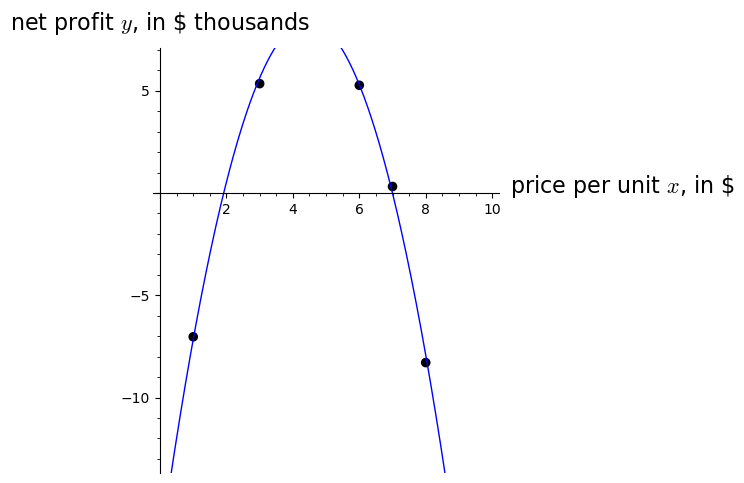 net profit y, in $ thousands
5
price per unit x, in $
2 4 6 8 10
−5
−10